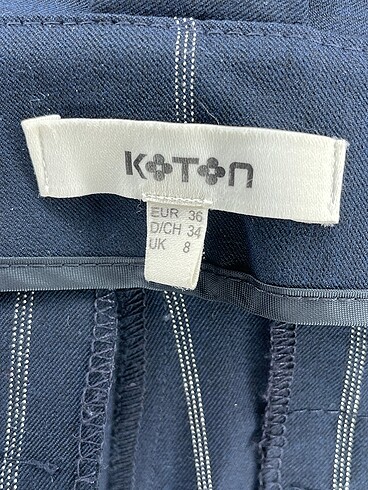 KOTON
EUR 36
D/CH 34
UK 8